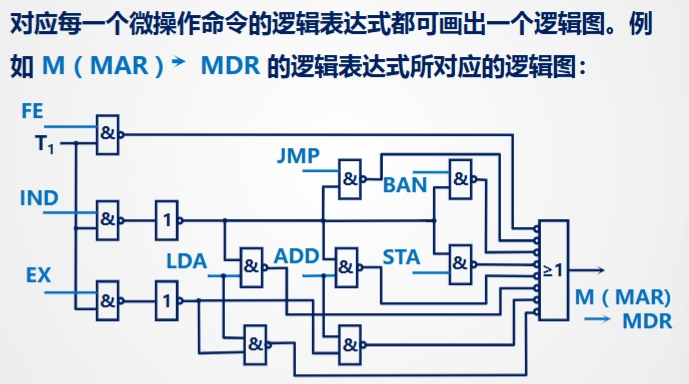 对应每一个微操作命令的逻辑表达式都可画出一个逻辑图。例
如 M ( MAR ) → MDR 的逻辑表达式所对应的逻辑图：
FE
&
T1
JMP
&
BAN
&
IND
&
1
LDA
&
ADD
&
STA
&
≥1
EX
&
1
M ( MAR)
→ MDR
&
&